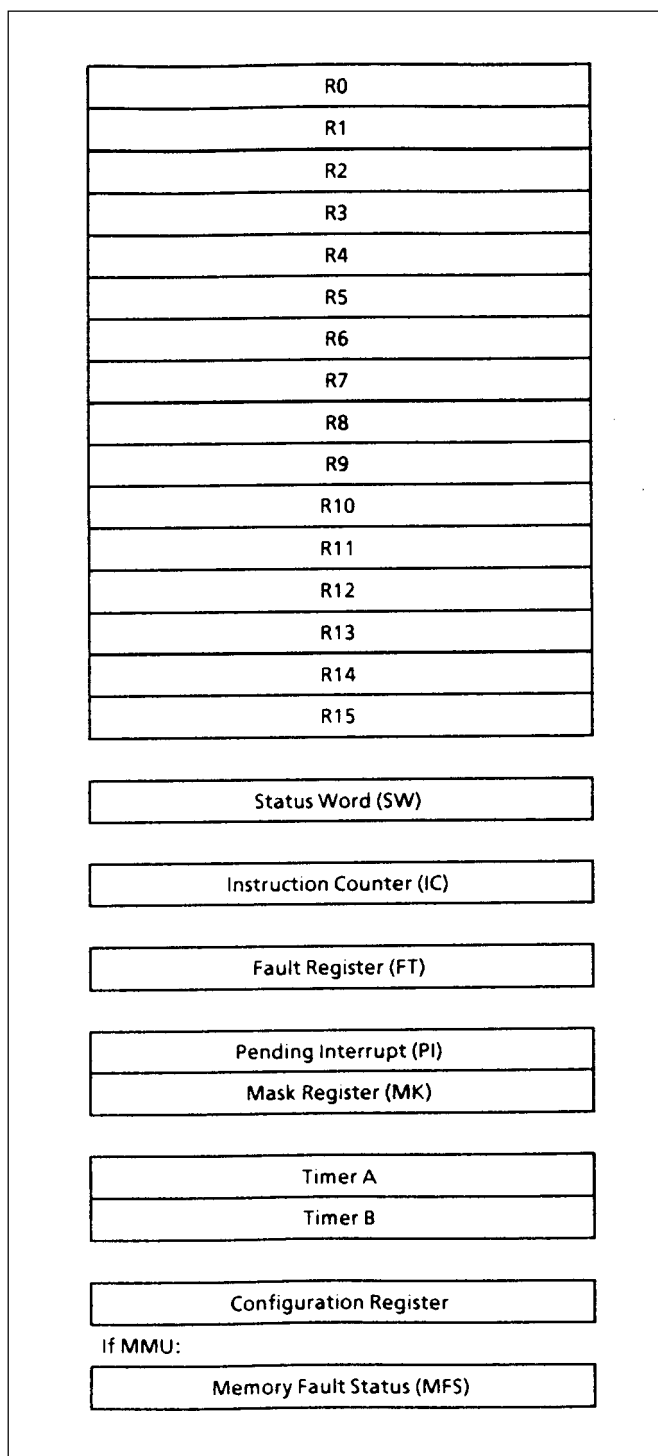 R0
R1
R2
R3
R4
R5
R6
R7
R8
R9
R10
R11
R12
R13
R14
R15
Status Word (SW)
Instruction Counter (IC)
Fault Register (FT)
Pending Interrupt (PI)
Mask Register (MK)
Timer A
Timer B
Configuration Register
If MMU:
Memory Fault Status (MFS)